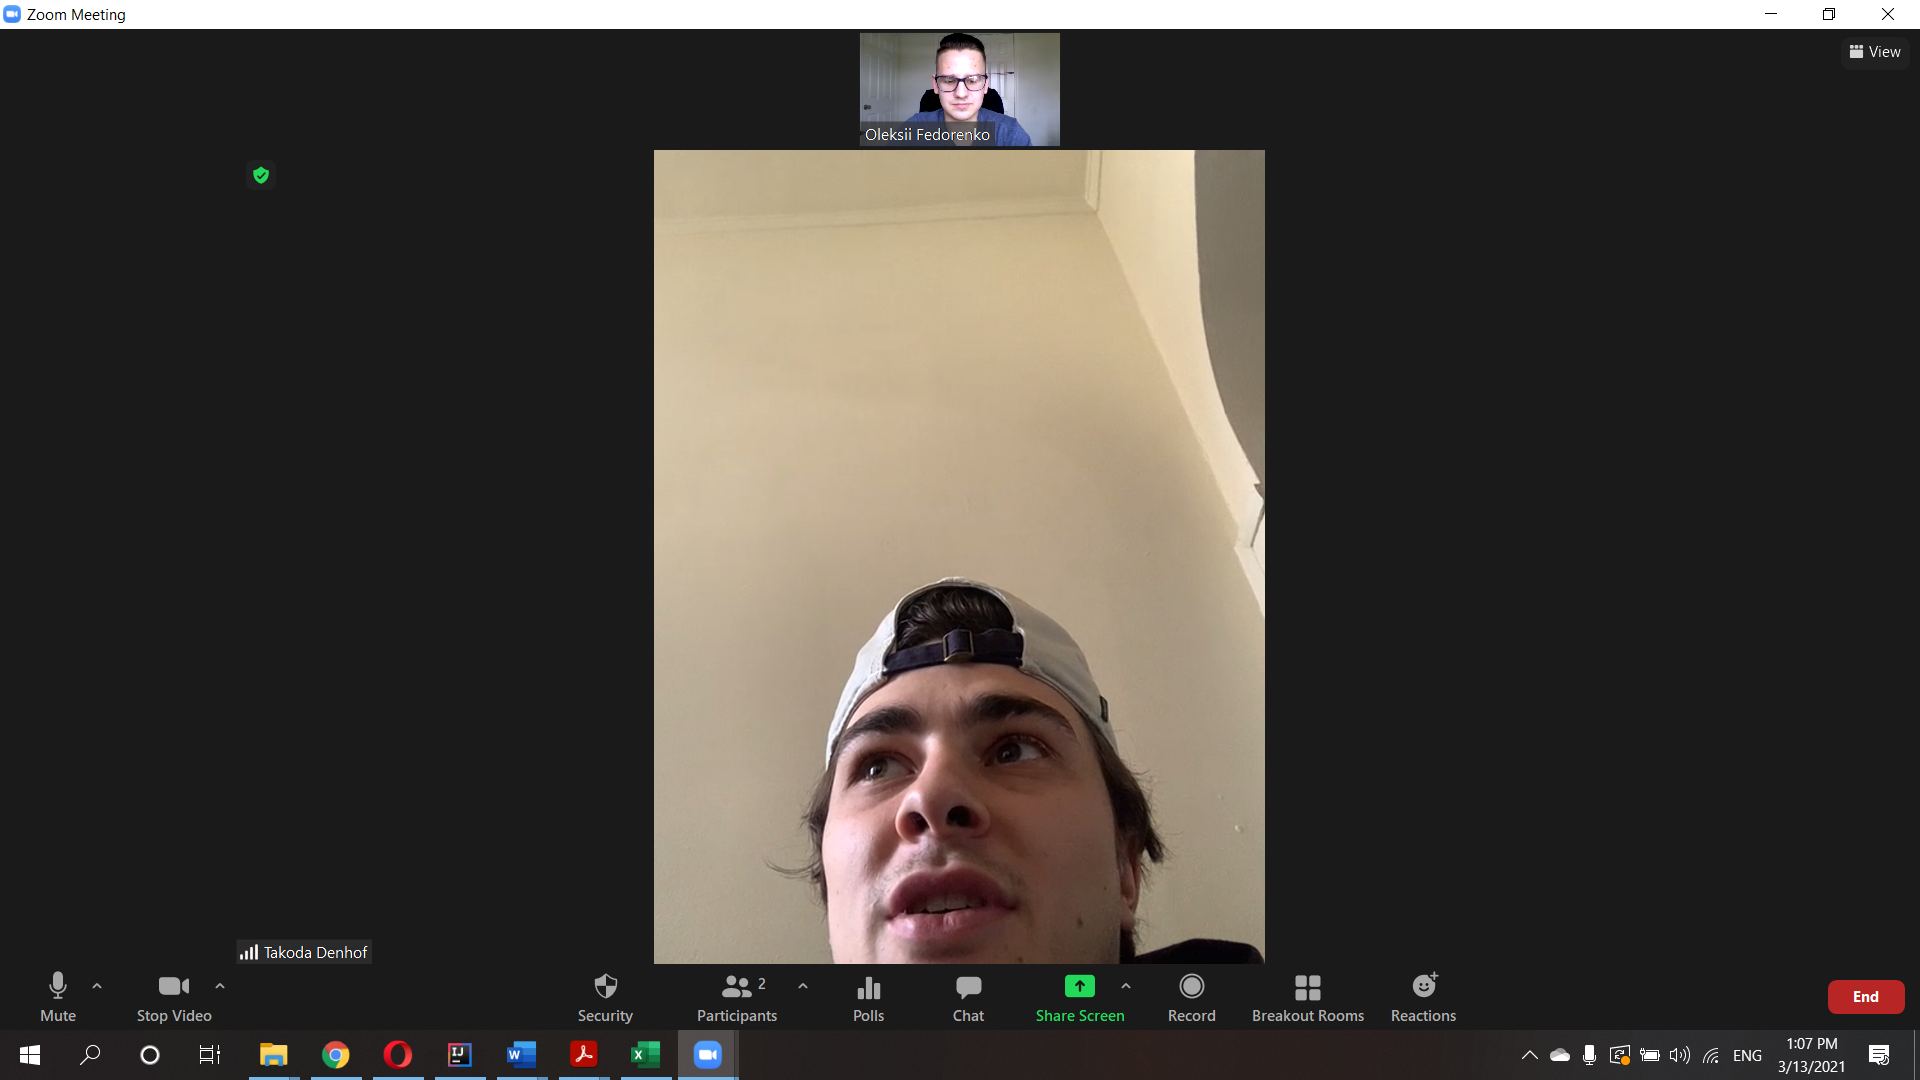 Zoom Meeting
View
Oleksii Fedorenko
Takoda Denhof
Mute
Stop Video
Security
Participants
2
Polls
Chat
Share Screen
Record
Breakout Rooms
Reactions
End
IJ
W
X
ENG
1:07 PM
3/13/2021